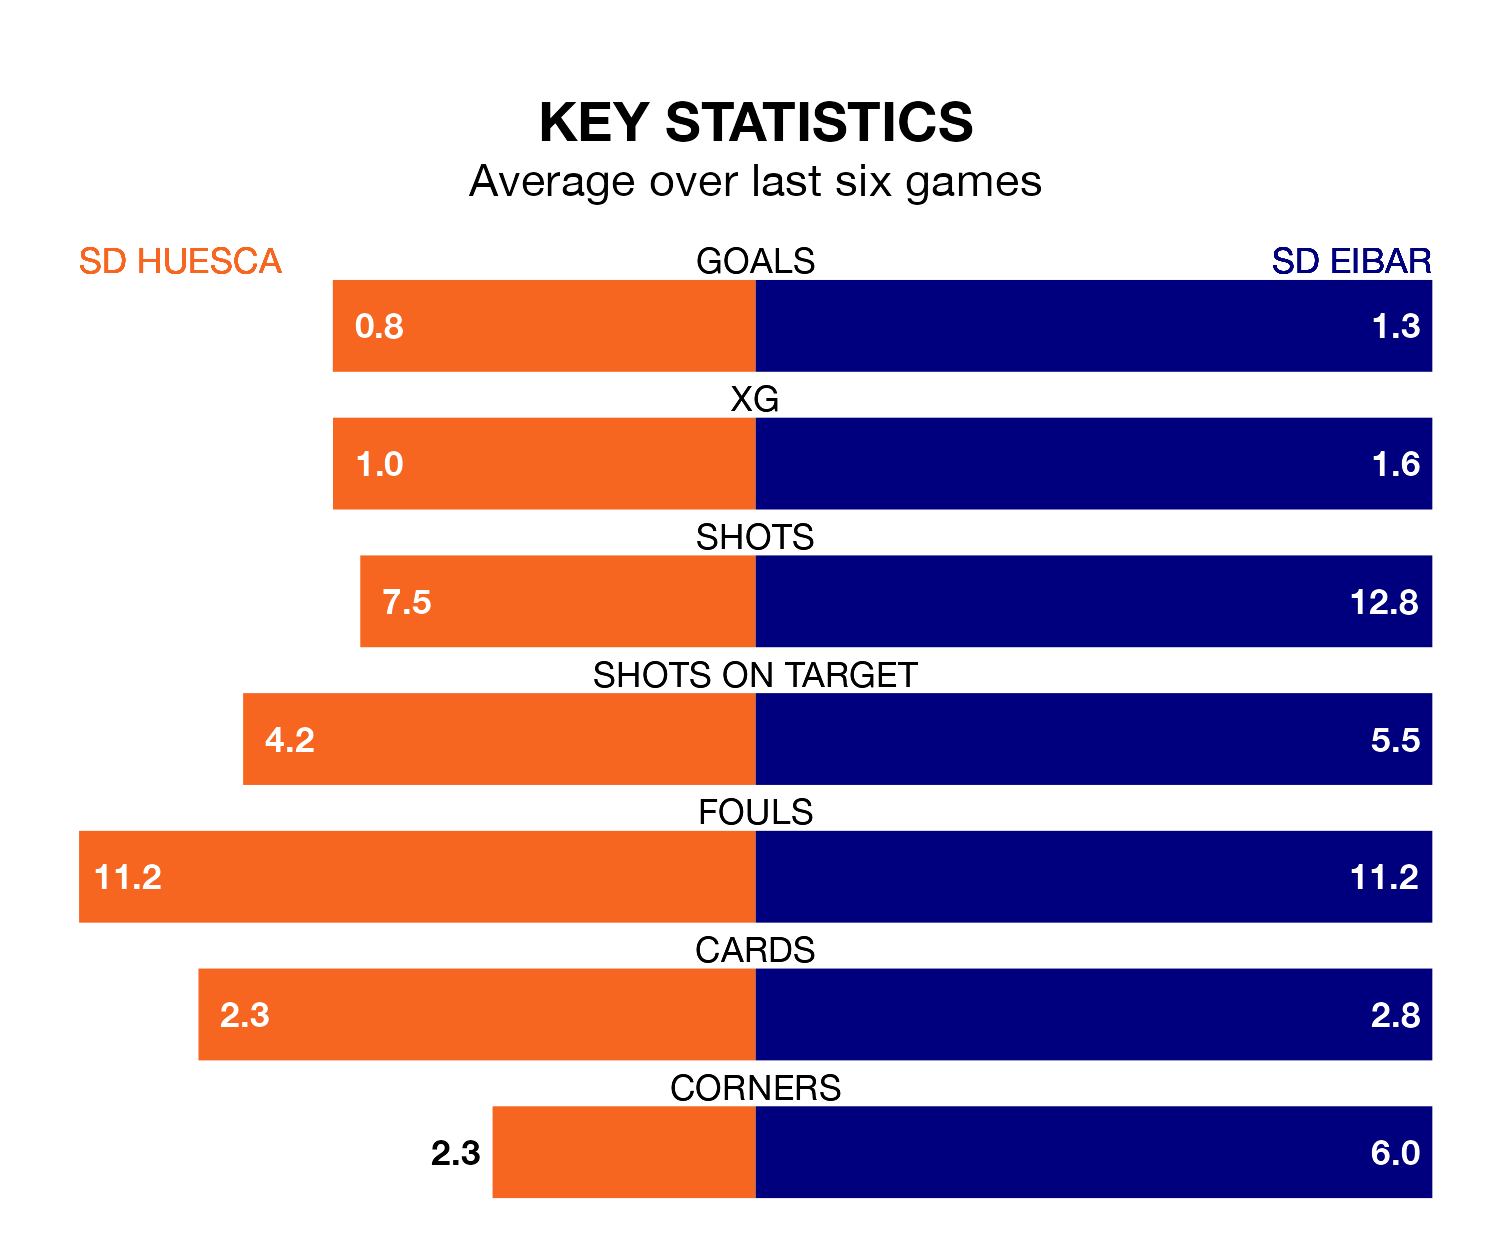 KEY STATISTICS
Average over last six games
SD HUESCA GOALS SD EIBAR
0.8 1.3
XG
1.0 1.6
SHOTS
7.5 12.8
SHOTS ON TARGET
4.2 5.5
FOULS
11.2 11.2
CARDS
2.3 2.8
CORNERS
2.3 6.0